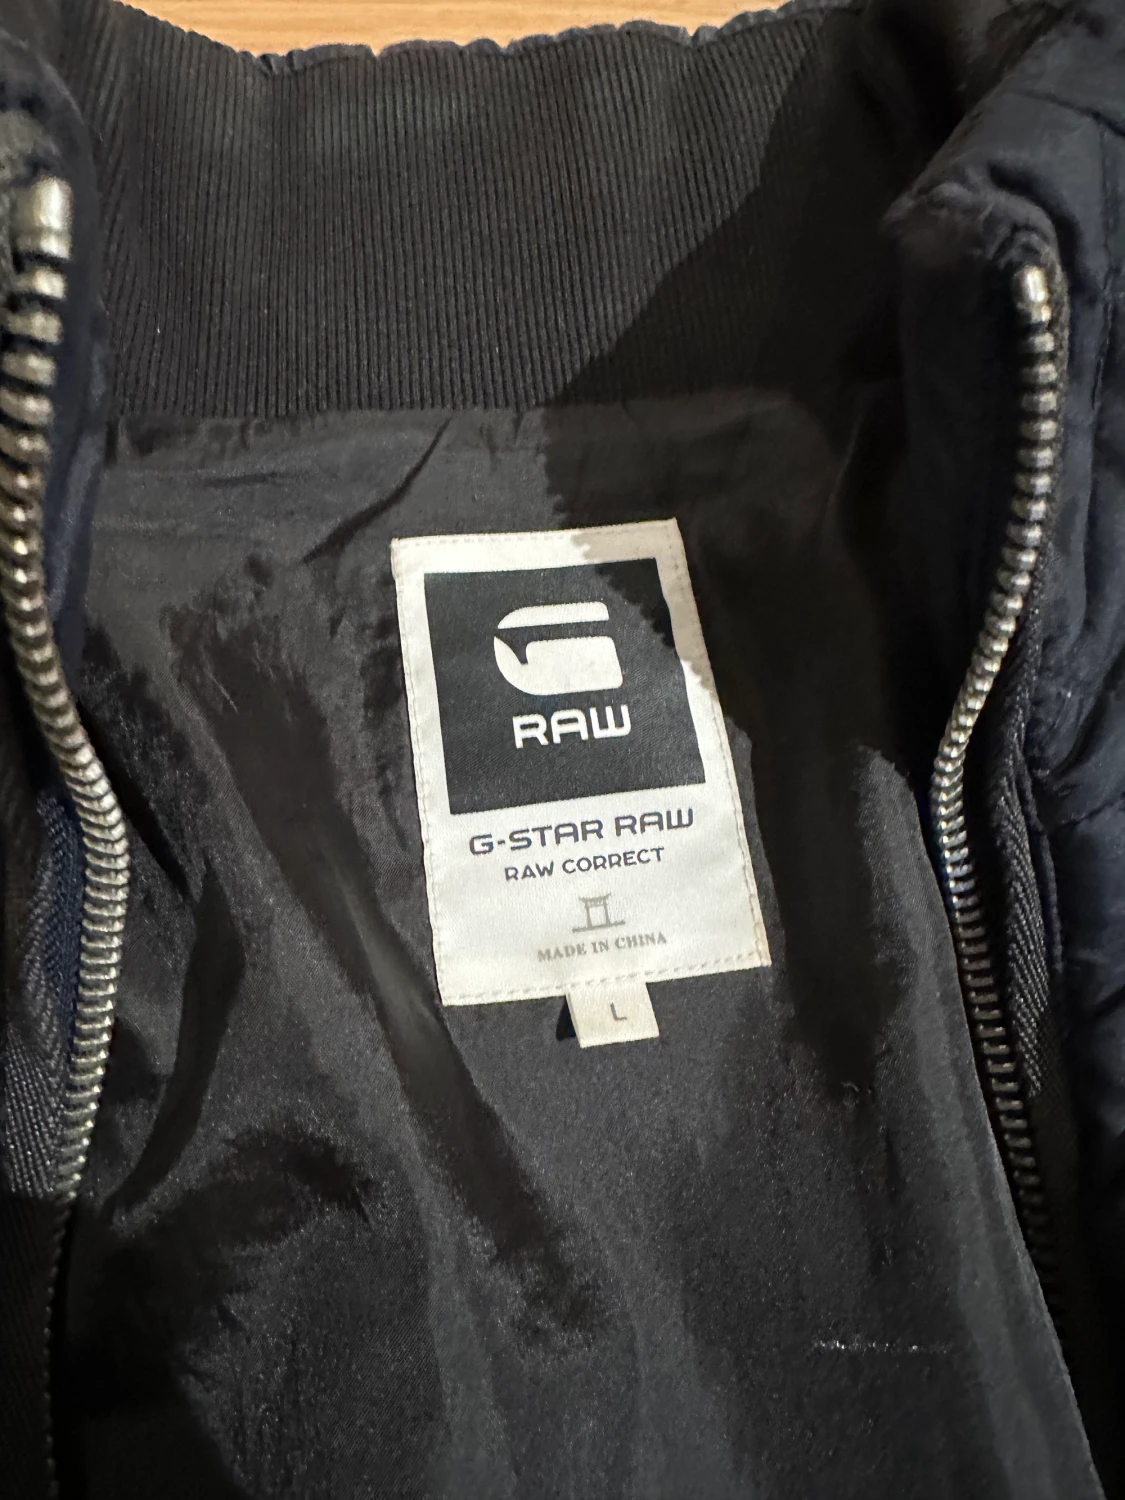 G
RAW
G-STAR RAW
RAW CORRECT
MADE IN CHINA
L